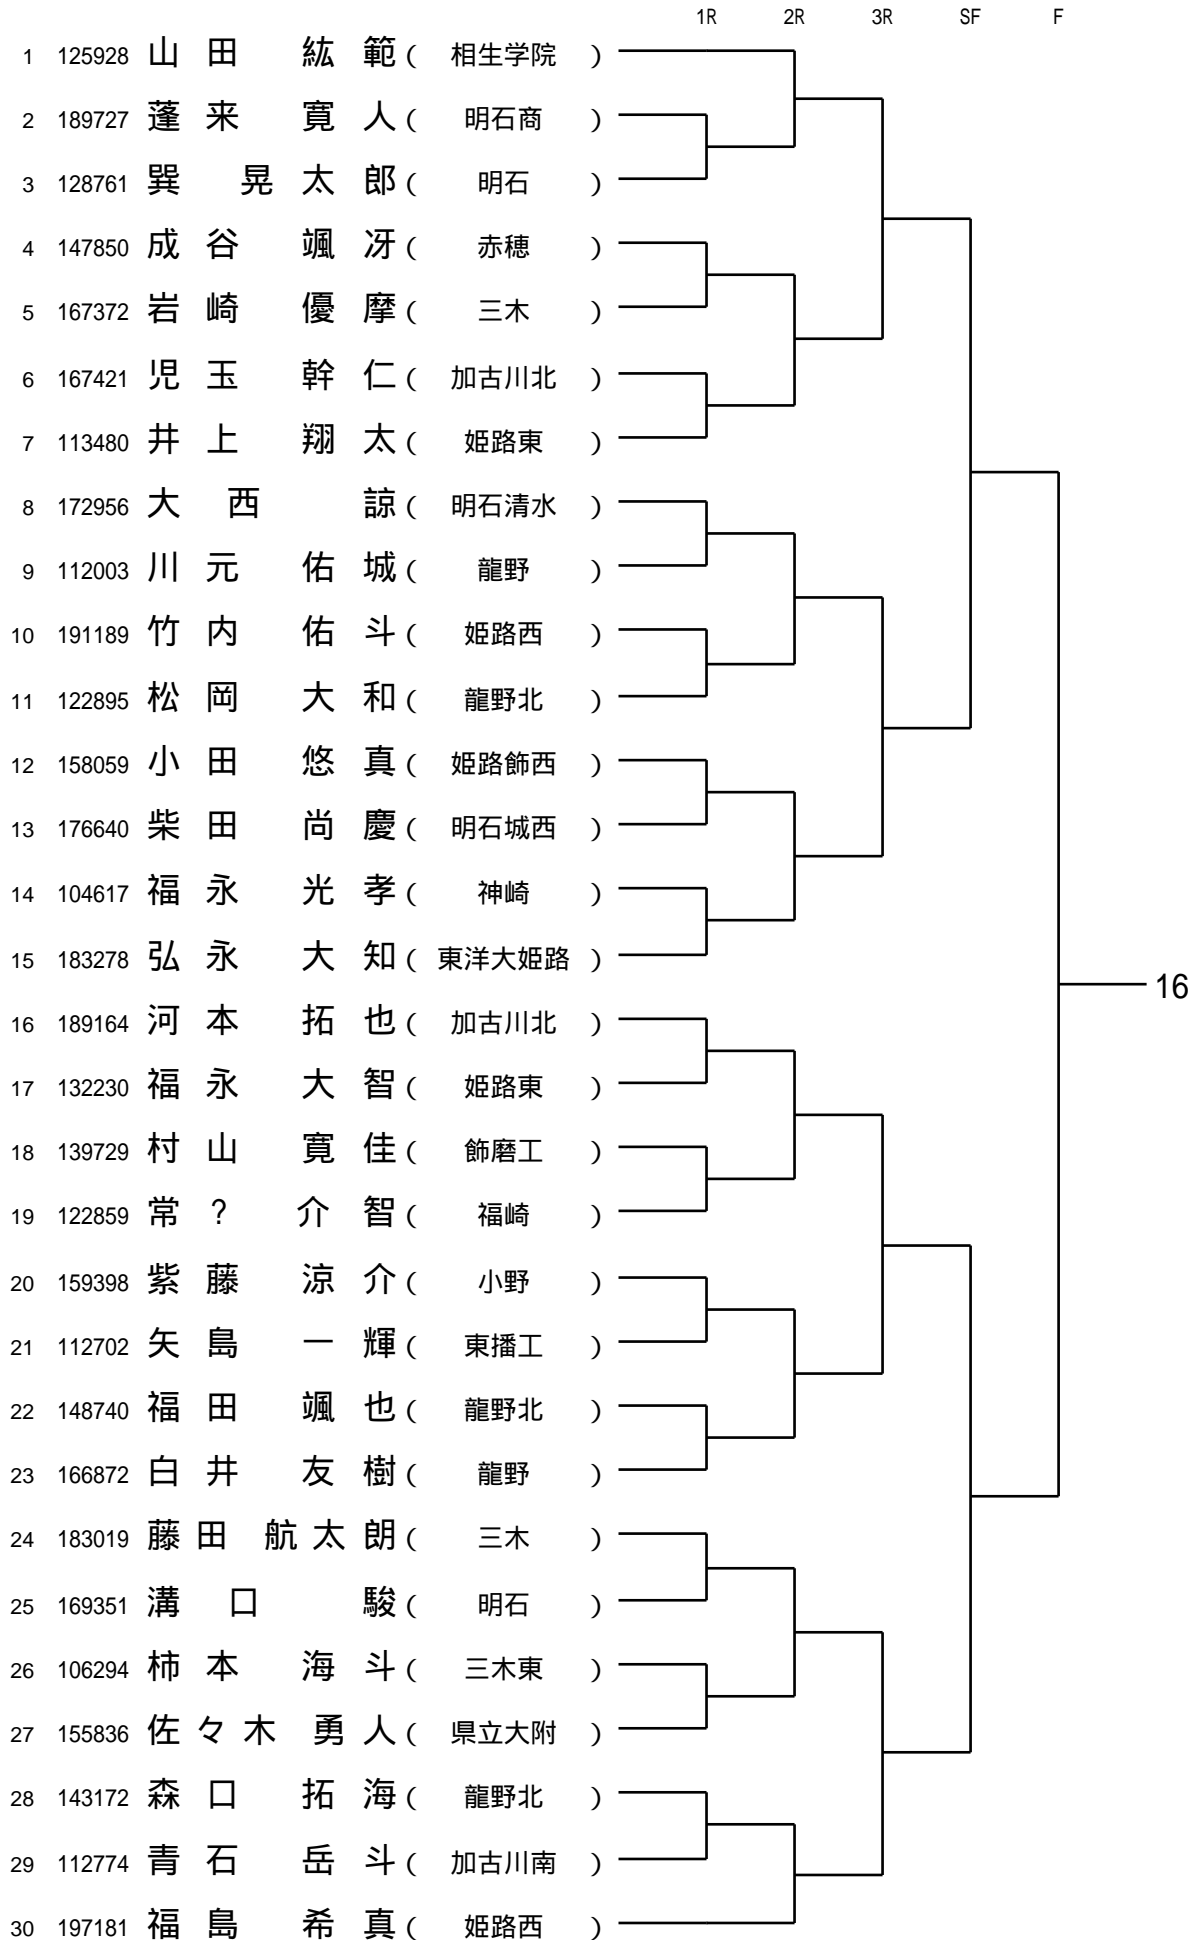 1R 2R 3R SF F
1 125928 山田 紘範 ( 相生学院 )
2 189727 蓬来 寛人 ( 明石商 )
3 128761 巽 晃太郎 ( 明石 )
4 147850 成谷 颯冴 ( 赤穂 )
5 167372 岩崎 優摩 ( 三木 )
6 167421 児玉 幹仁 ( 加古川北 )
7 113480 井上 翔太 ( 姫路東 )
8 172956 大西 諒 ( 明石清水 )
9 112003 川元 佑城 ( 龍野 )
10 191189 竹内 佑斗 ( 姫路西 )
11 122895 松岡 大和 ( 龍野北 )
12 158059 小田 悠真 ( 姫路飾西 )
13 176640 柴田 尚慶 ( 明石城西 )
14 104617 福永 光孝 ( 神崎 )
15 183278 弘永 大知 ( 東洋大姫路 )
16
16 189164 河本 拓也 ( 加古川北 )
17 132230 福永 大智 ( 姫路東 )
18 139729 村山 寛佳 ( 飾磨工 )
19 122859 常? 介智 ( 福崎 )
20 159398 紫藤 涼介 ( 小野 )
21 112702 矢島 一輝 ( 東播工 )
22 148740 福田 颯也 ( 龍野北 )
23 166872 白井 友樹 ( 龍野 )
24 183019 藤田 航太朗 ( 三木 )
25 169351 溝口 駿 ( 明石 )
26 106294 柿本 海斗 ( 三木東 )
27 155836 佐々木 勇人 ( 県立大附 )
28 143172 森口 拓海 ( 龍野北 )
29 112774 青石 岳斗 ( 加古川南 )
30 197181 福島 希真 ( 姫路西 )